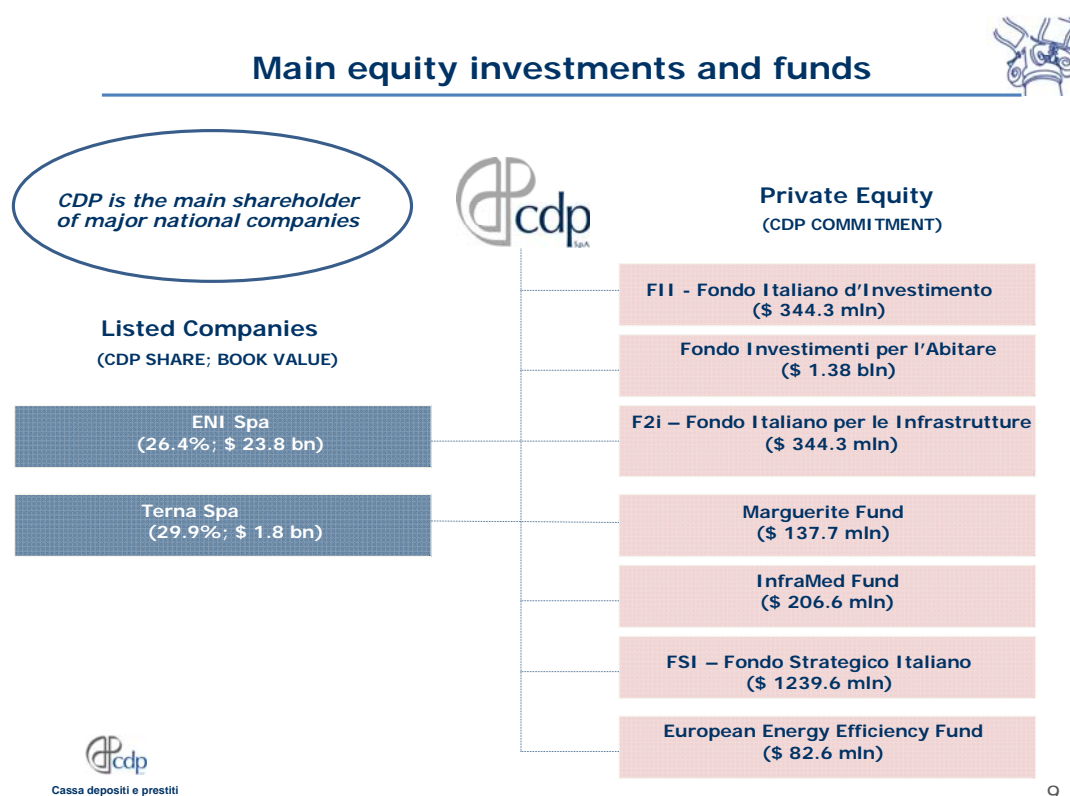 Main equity investments and funds
CDP is the main shareholder
of major national companies
cdp
SpA
Private Equity
(CDP COMMITMENT)
Listed Companies
(CDP SHARE; BOOK VALUE)
ENI Spa
(26.4%; $ 23.8 bn)
Terna Spa
(29.9%; $ 1.8 bn)
FII - Fondo Italiano d’Investimento
($ 344.3 mln)
Fondo Investimenti per l’Abitare
($ 1.38 bln)
F2i – Fondo Italiano per le Infrastrutture
($ 344.3 mln)
Marguerite Fund
($ 137.7 mln)
InfraMed Fund
($ 206.6 mln)
FSI – Fondo Strategico Italiano
($ 1239.6 mln)
European Energy Efficiency Fund
($ 82.6 mln)
cdp
Cassa depositi e prestiti
9